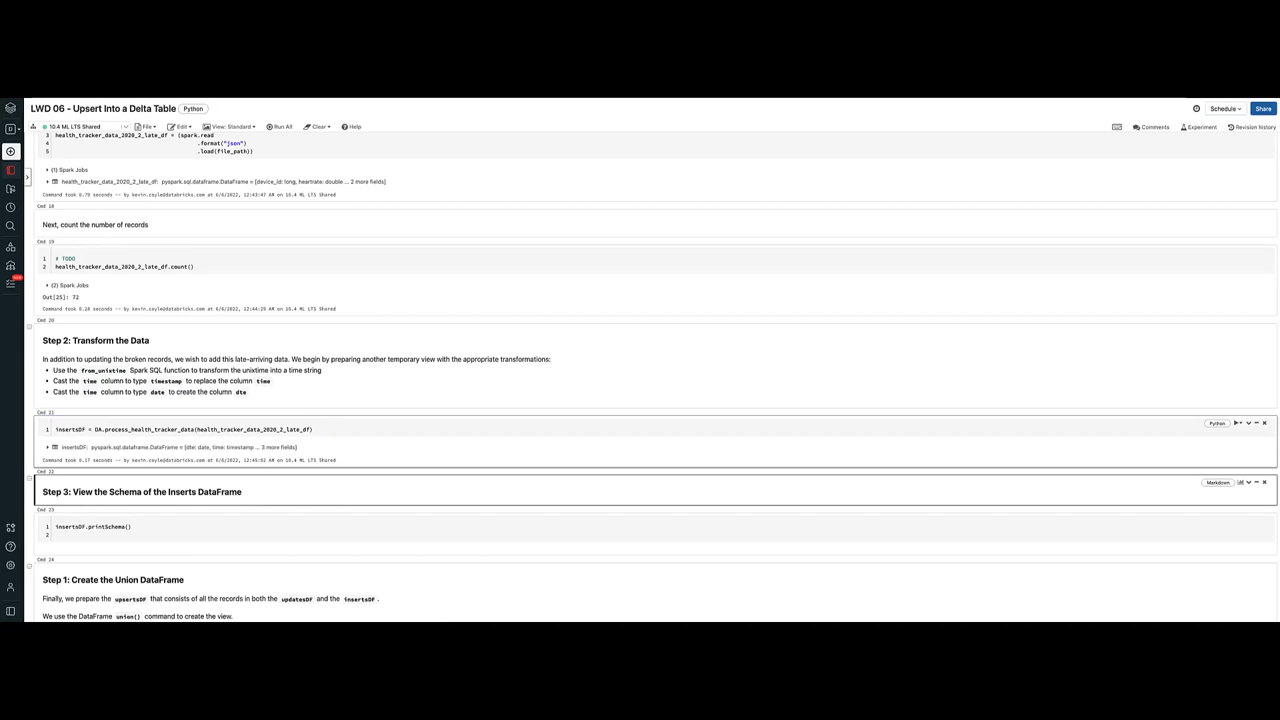 LWD 06 - Upsert Into a Delta Table Python
Schedule Share
10.4 ML LTS Shared File Edit View: Standard Run All Clear Help Comments Experiment Revision history
3 health_tracker_data_2020_2_late_df = (spark.read
4 .format("json")
5 .load(file_path))
(1) Spark Jobs
health_tracker_data_2020_2_late_df: pyspark.sql.dataframe.DataFrame = [device_id: long, heartrate: double ... 2 more fields]
Command took 0.79 seconds -- by kevin.coyle@databricks.com at 6/6/2022, 12:43:47 AM on 10.4 ML LTS Shared
Cmd 18
Next, count the number of records
Cmd 19
1 # TODO
2 health_tracker_data_2020_2_late_df.count()
(2) Spark Jobs
Out[25]: 72
Command took 0.28 seconds -- by kevin.coyle@databricks.com at 6/6/2022, 12:44:29 AM on 10.4 ML LTS Shared
Cmd 20
Step 2: Transform the Data
In addition to updating the broken records, we wish to add this late-arriving data. We begin by preparing another temporary view with the appropriate transformations:
• Use the from_unixtime Spark SQL function to transform the unixtime into a time string
• Cast the time column to type timestamp to replace the column time
• Cast the time column to type date to create the column dte
Cmd 21
1 insertsDF = DA.process_health_tracker_data(health_tracker_data_2020_2_late_df)
Python
insertsDF: pyspark.sql.dataframe.DataFrame = [dte: date, time: timestamp ... 3 more fields]
Command took 0.17 seconds -- by kevin.coyle@databricks.com at 6/6/2022, 12:45:02 AM on 10.4 ML LTS Shared
Cmd 22
Markdown
Step 3: View the Schema of the Inserts DataFrame
Cmd 23
1 insertsDF.printSchema()
2
Cmd 24
Step 1: Create the Union DataFrame
Finally, we prepare the upsertsDF that consists of all the records in both the updatesDF and the insertsDF .
We use the DataFrame union() command to create the view.